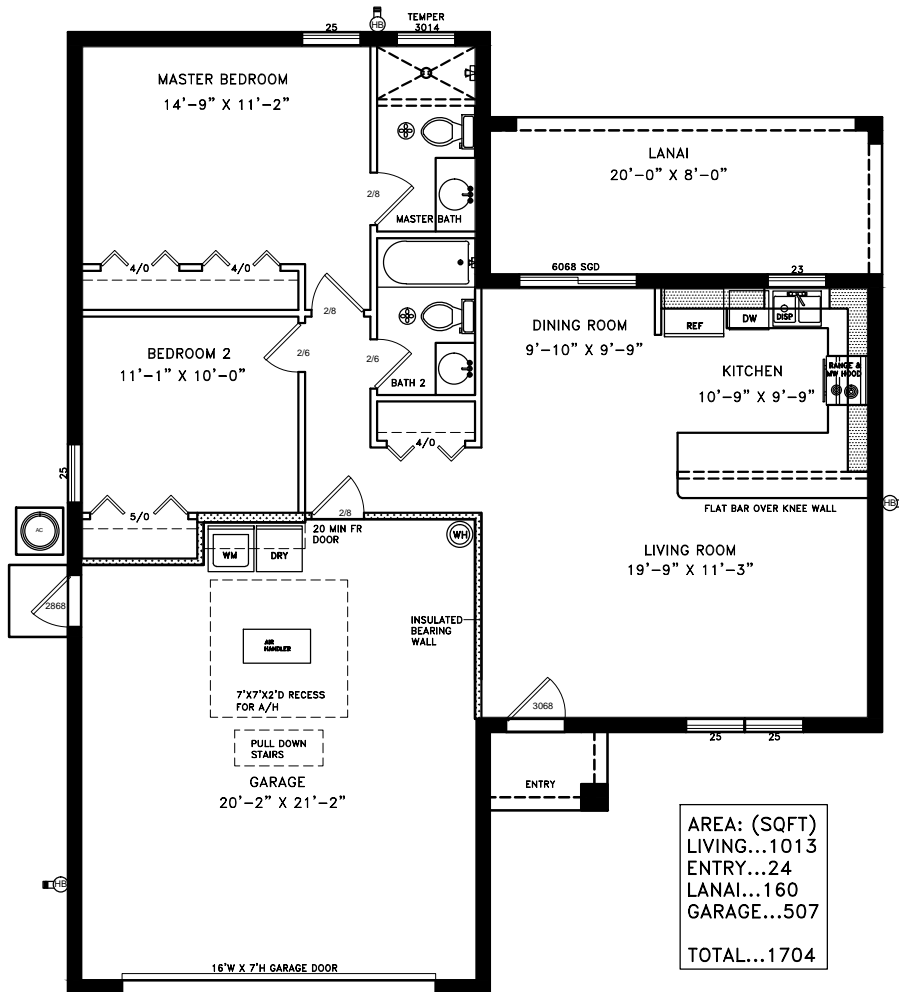 TEMPER
3014
25
HB
MASTER BEDROOM
14'-9" X 11'-2"
LANAI
20'-0" X 8'-0"
2/8
MASTER BATH
4/0
4/0
6068 SGD
23
2/8
REF
DW
DISP
DINING ROOM
9'-10" X 9'-9"
BEDROOM 2
11'-1" X 10'-0"
2/6
2/6
BATH 2
KITCHEN
10'-9" X 9'-9"
RANGE &
MW HOOD
4/0
25
5/0
2/8
FLAT BAR OVER KNEE WALL
HB
AC
20 MIN FR
DOOR
WH
WM
DRY
LIVING ROOM
19'-9" X 11'-3"
2868
INSULATED
BEARING
WALL
AIR
HANDLER
7'X7'X2'D RECESS
FOR A/H
3068
PULL DOWN
STAIRS
25
25
GARAGE
20'-2" X 21'-2"
ENTRY
AREA: (SQFT)
LIVING...1013
ENTRY...24
LANAI...160
GARAGE...507
TOTAL...1704
HB
16'W X 7'H GARAGE DOOR